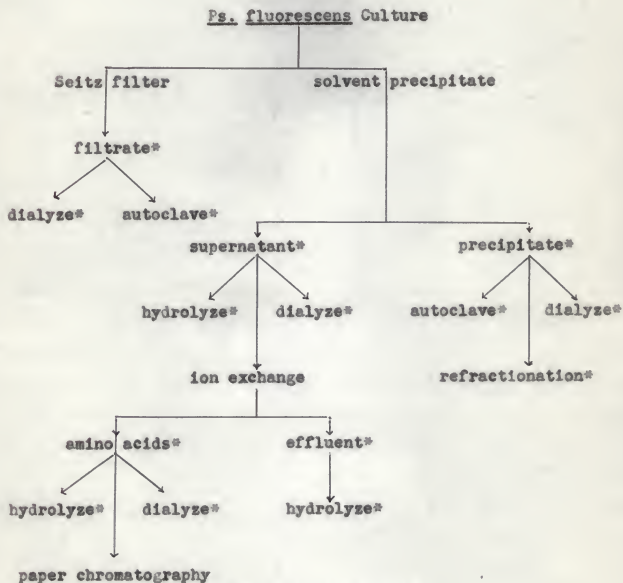 Ps. fluorescens Culture
Seitz filter solvent precipitate
filtrate*
dialyze* autoclave*
supernatant* precipitate*
hydrolyze* dialyze* autoclave* dialyze*
ion exchange refractionation*
amino acids* effluent*
hydrolyze* dialyze* hydrolyze*
paper chromatography